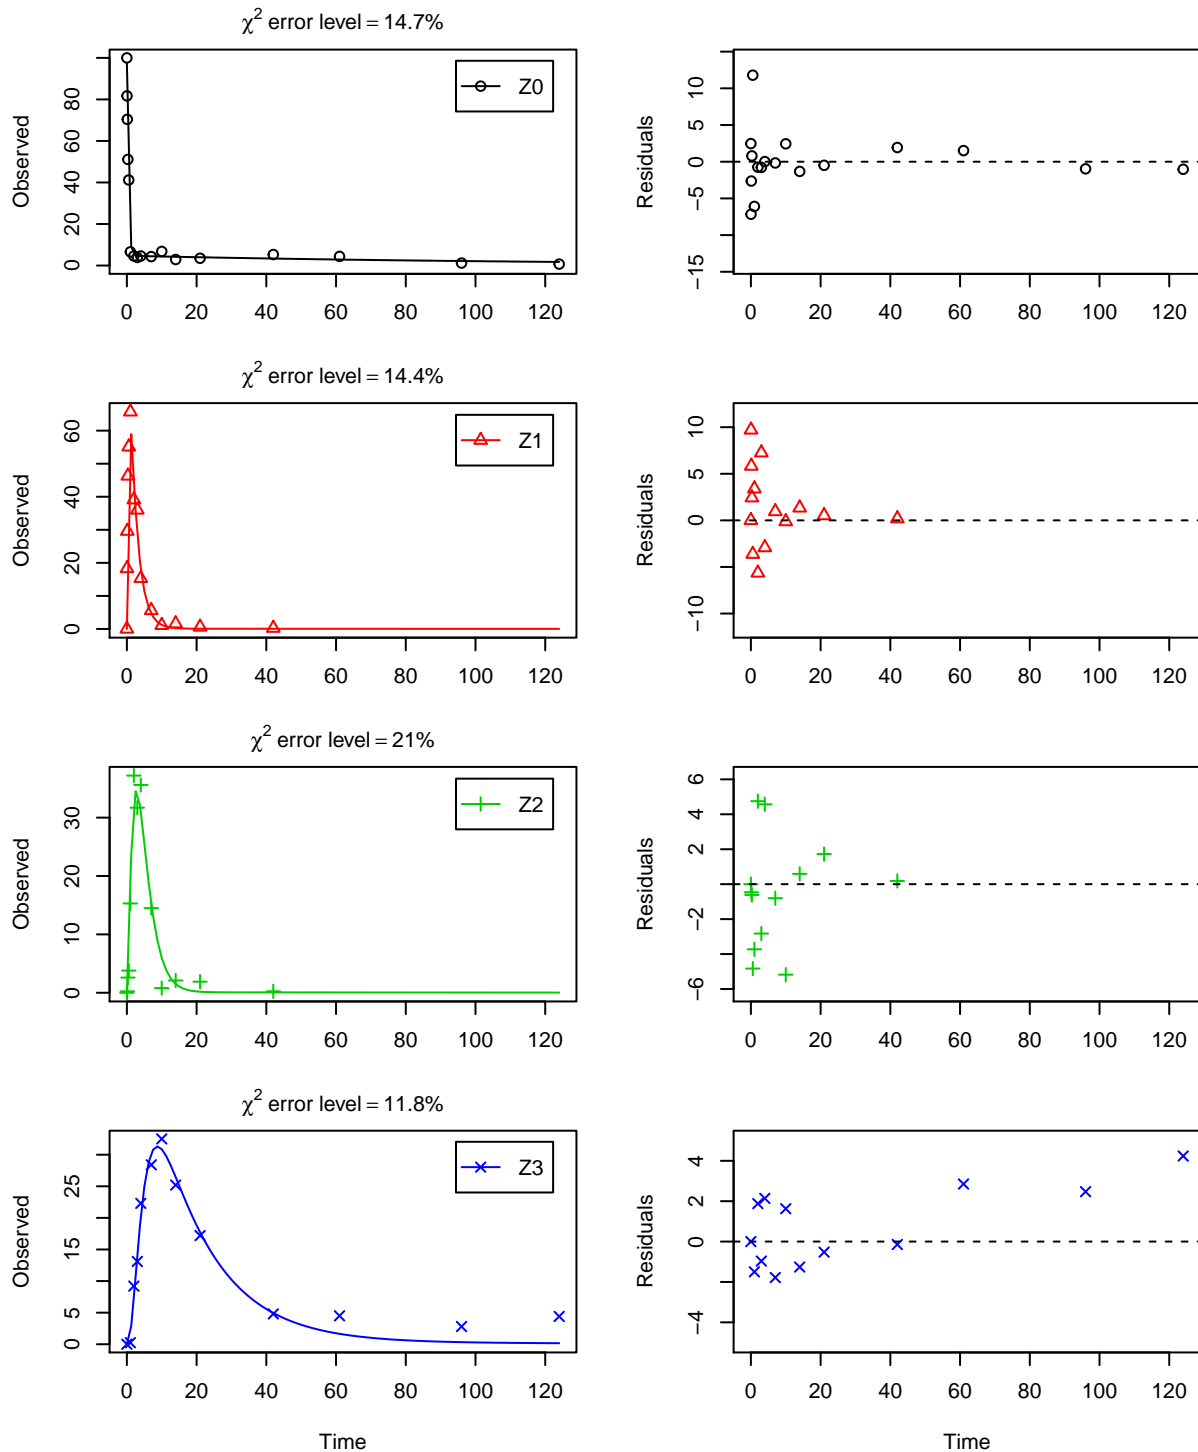 χ2 error level = 14.7%
Observed
0 20 40 60 80
Z0
0 20 40 60 80 100 120
Residuals
−15 −5 0 5 10
0 20 40 60 80 100 120
χ2 error level = 14.4%
Observed
0 20 40 60
Z1
0 20 40 60 80 100 120
Residuals
−10 0 5 10
0 20 40 60 80 100 120
χ2 error level = 21%
Observed
0 10 20 30
Z2
0 20 40 60 80 100 120
Residuals
−6 −2 2 4 6
0 20 40 60 80 100 120
χ2 error level = 11.8%
Observed
0 5 15 25
Z3
0 20 40 60 80 100 120
Time
Residuals
−4 0 2 4
0 20 40 60 80 100 120
Time